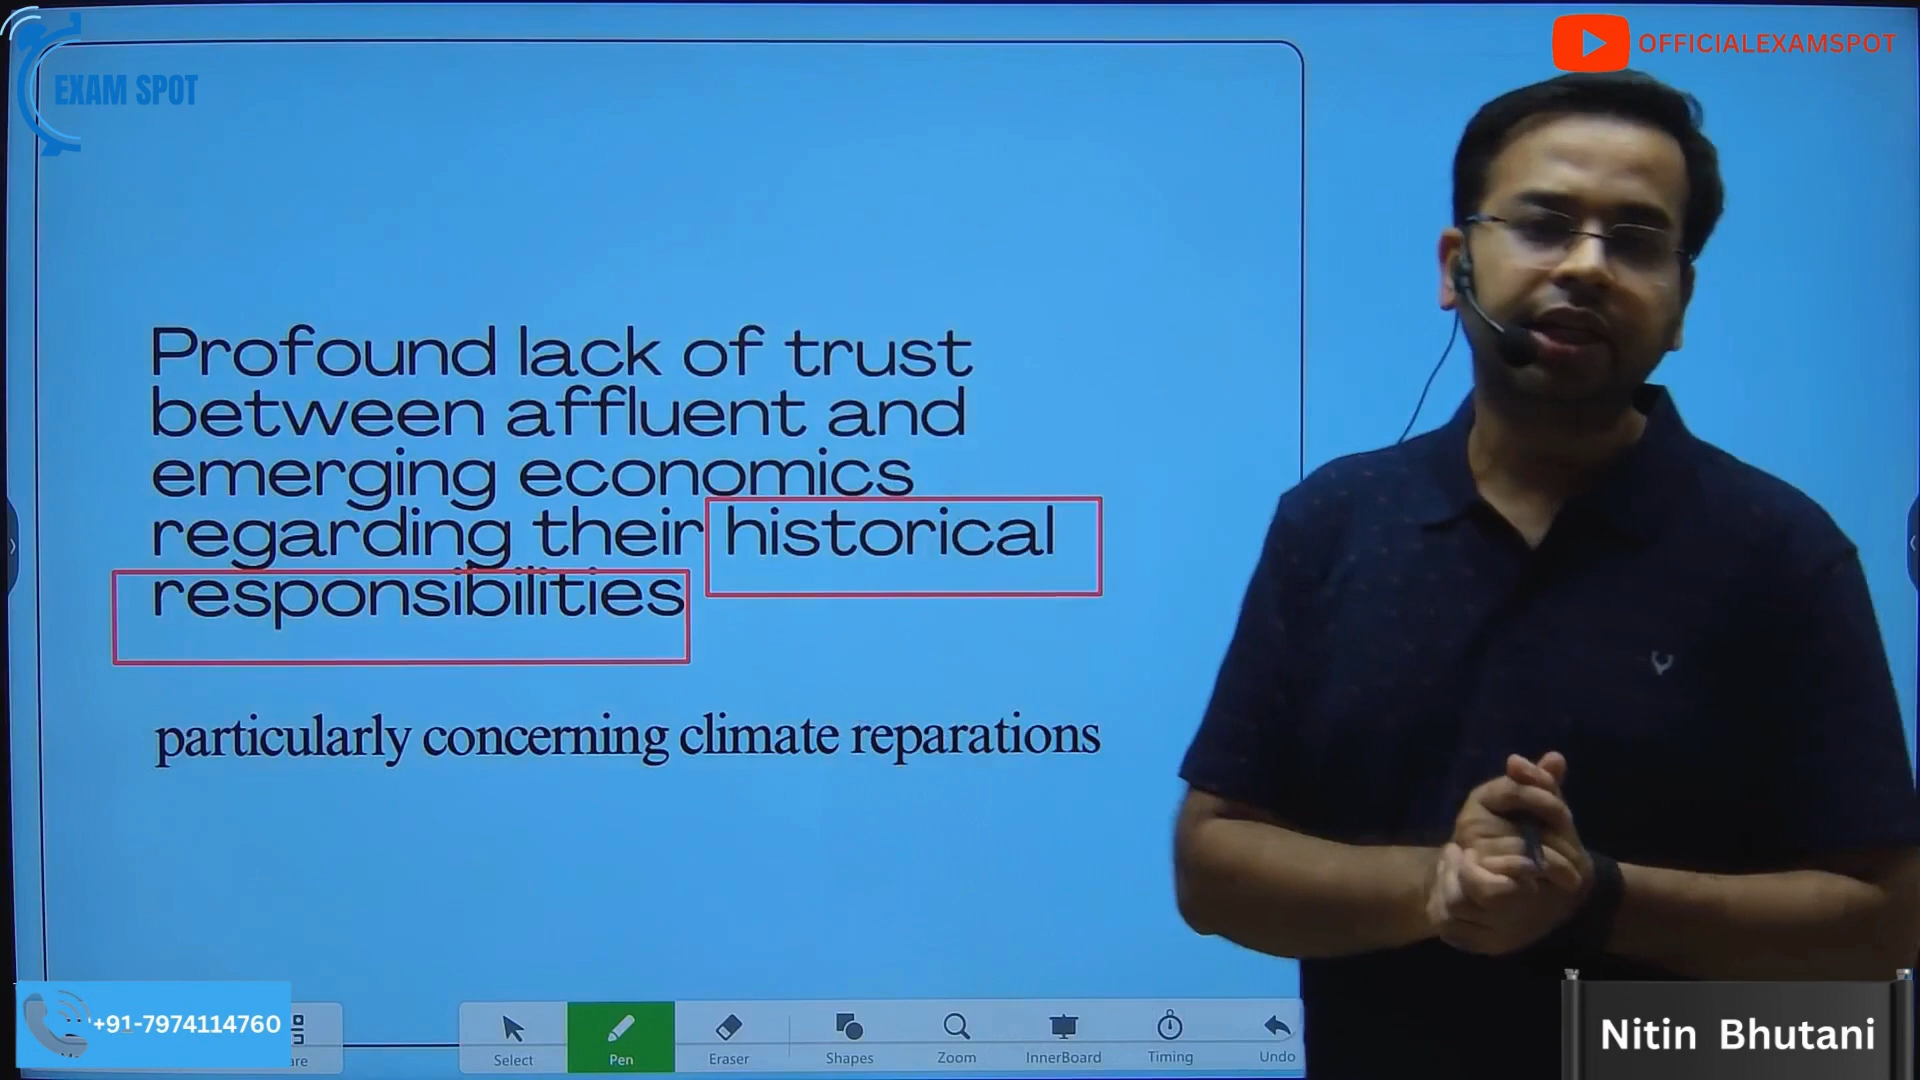 EXAM SPOT
OFFICIALEXAMSPOT
Profound lack of trust
between affluent and
emerging economics
regarding their historical
responsibilities
particularly concerning climate reparations
+91-7974114760
Select
Pen
Eraser
Shapes
Zoom
InnerBoard
Timing
Undo
Nitin Bhutani